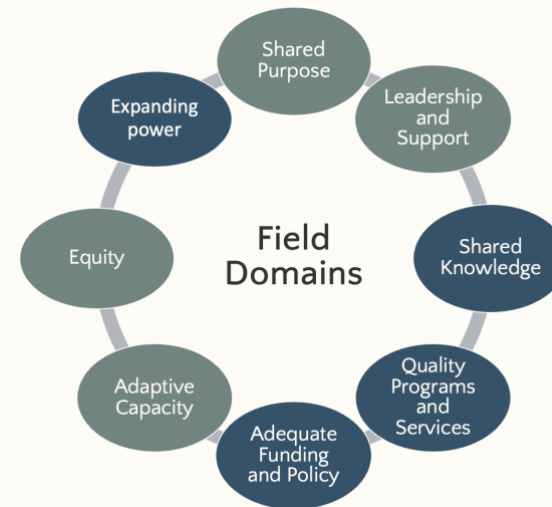 Shared
Purpose
Leadership
and
Support
Shared
Knowledge
Quality
Programs
and
Services
Adequate
Funding
and Policy
Adaptive
Capacity
Equity
Expanding
power
Field
Domains